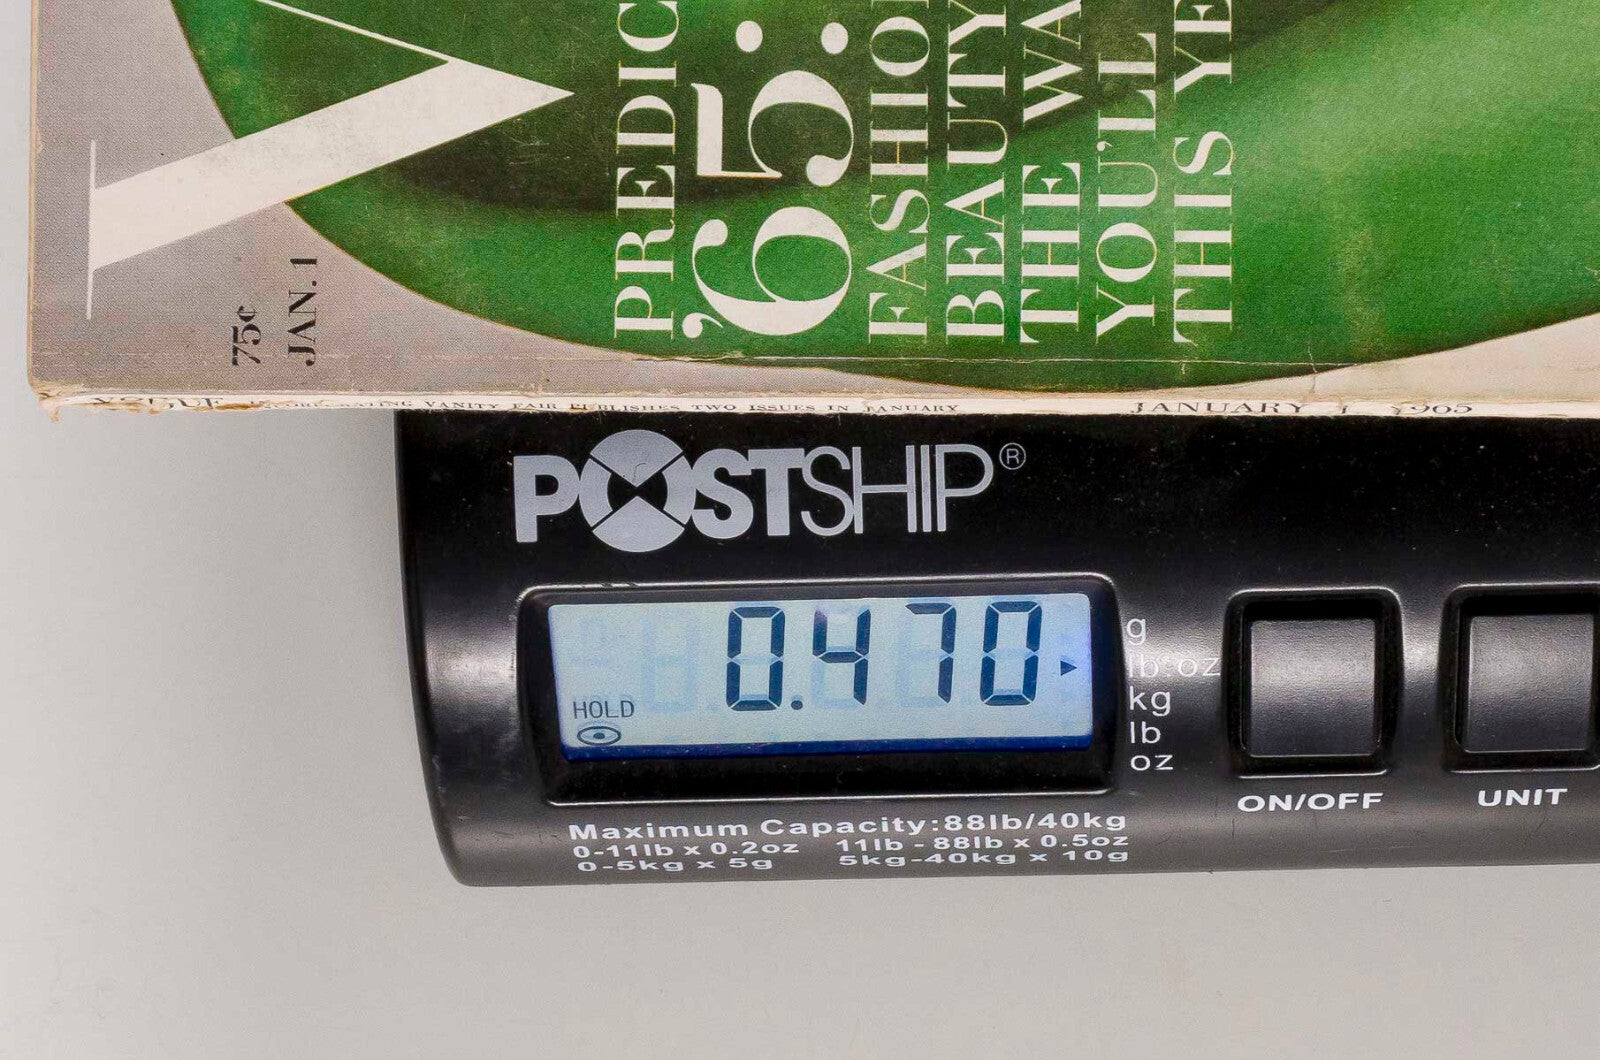 V
75¢
JAN. 1
PREDIC
'65:
FASHIO
BEAUTY
THE WA
YOU'LL
THIS YE
VOGUE INCORPORATING VANITY FAIR PUBLISHES TWO ISSUES IN JANUARY
JANUARY 1, 1965
POSTSHIP®
0.470
HOLD
g
lb:oz
kg
lb
oz
ON/OFF
UNIT
Maximum Capacity:88lb/40kg
0-11lb x 0.2oz 11lb - 88lb x 0.5oz
0-5kg x 5g 5kg-40kg x 10g